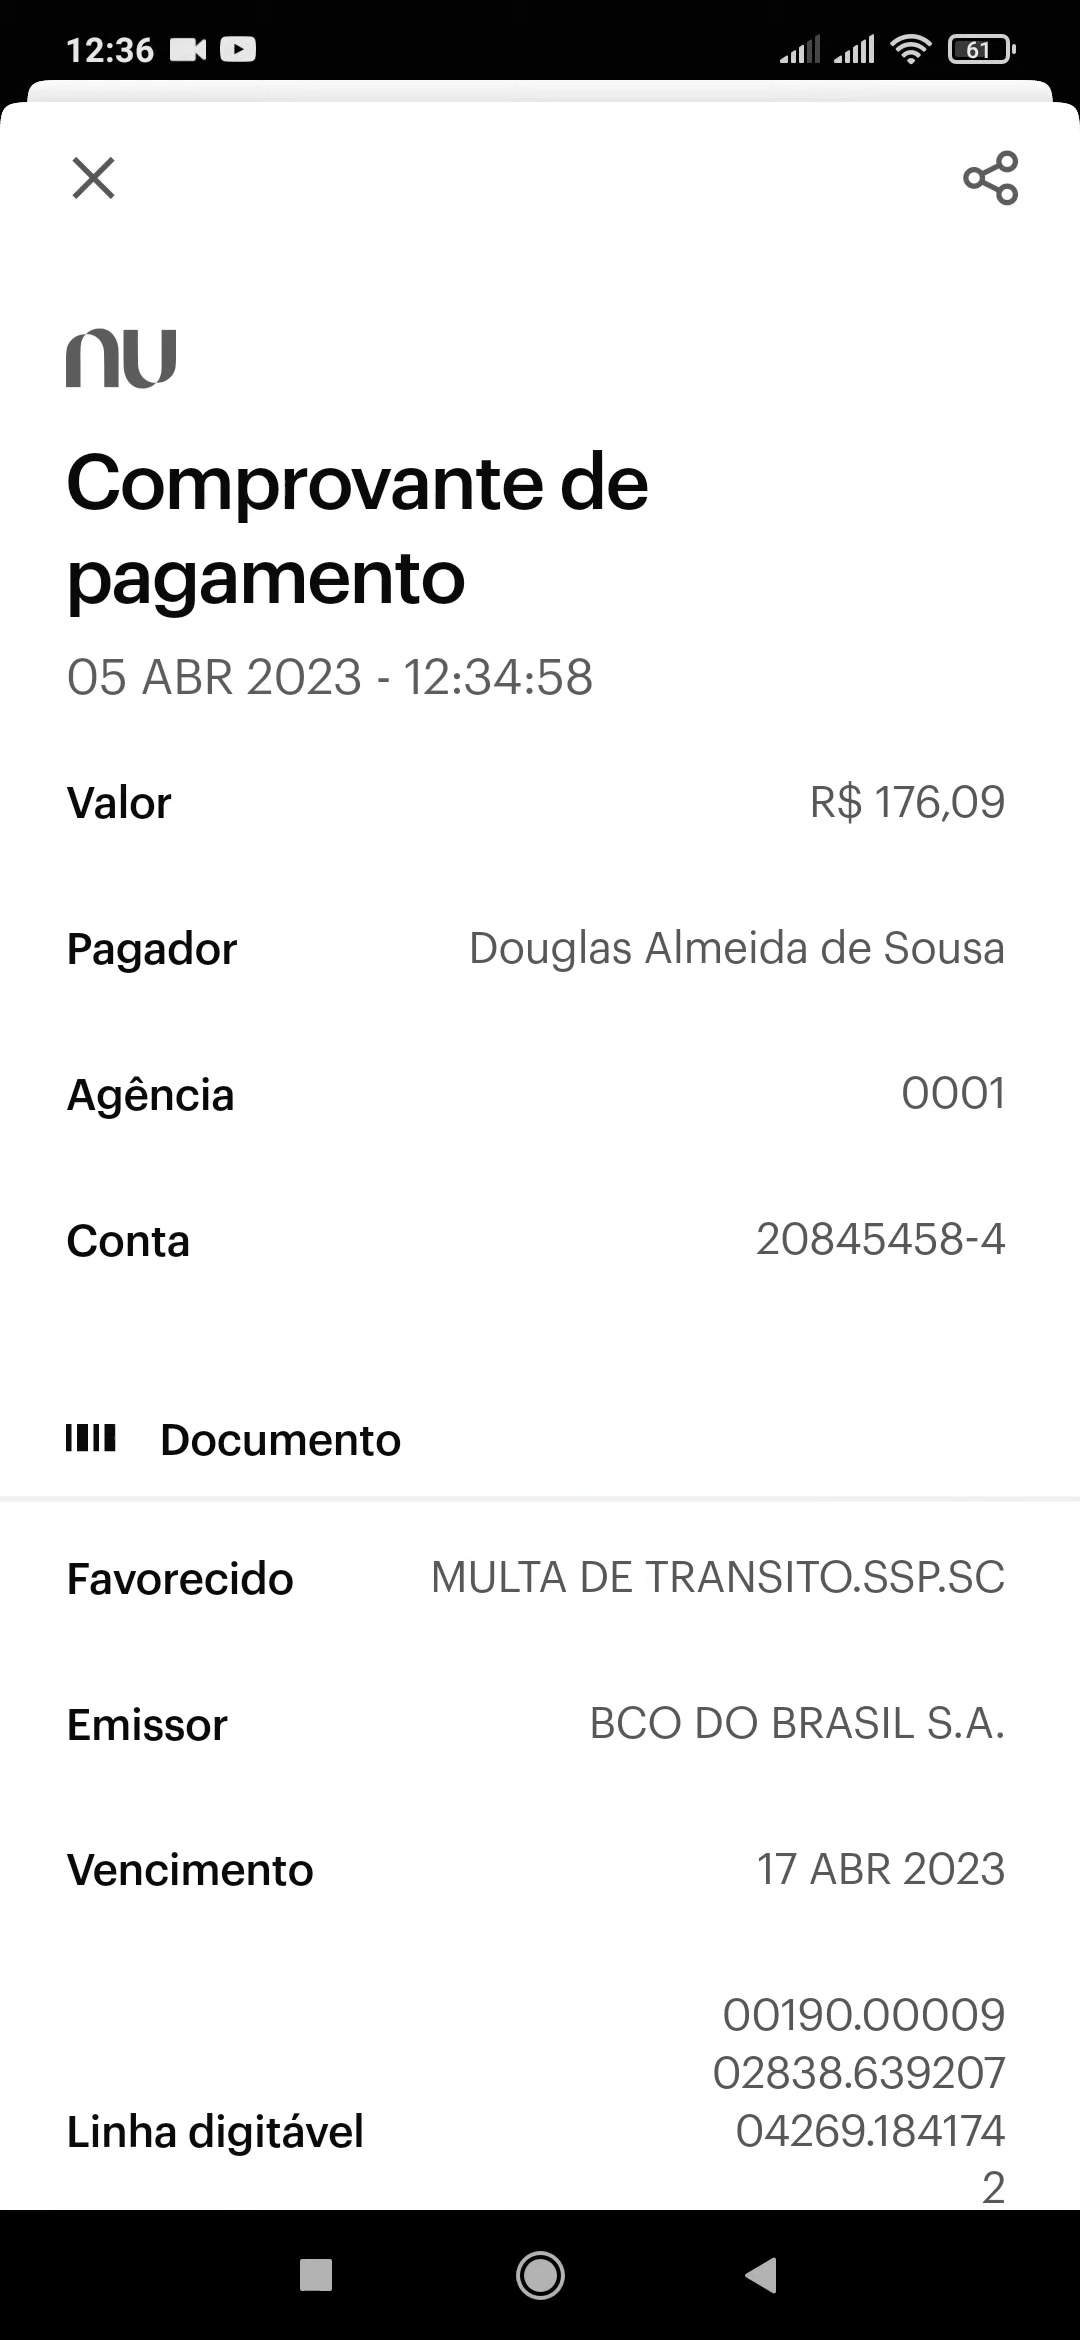 12:36
61
nu
Comprovante de
pagamento
05 ABR 2023 - 12:34:58
Valor R$ 176,09
Pagador Douglas Almeida de Sousa
Agência 0001
Conta 20845458-4
Documento
Favorecido MULTA DE TRANSITO.SSP.SC
Emissor BCO DO BRASIL S.A.
Vencimento 17 ABR 2023
00190.00009
02838.639207
Linha digitável 04269.184174
2